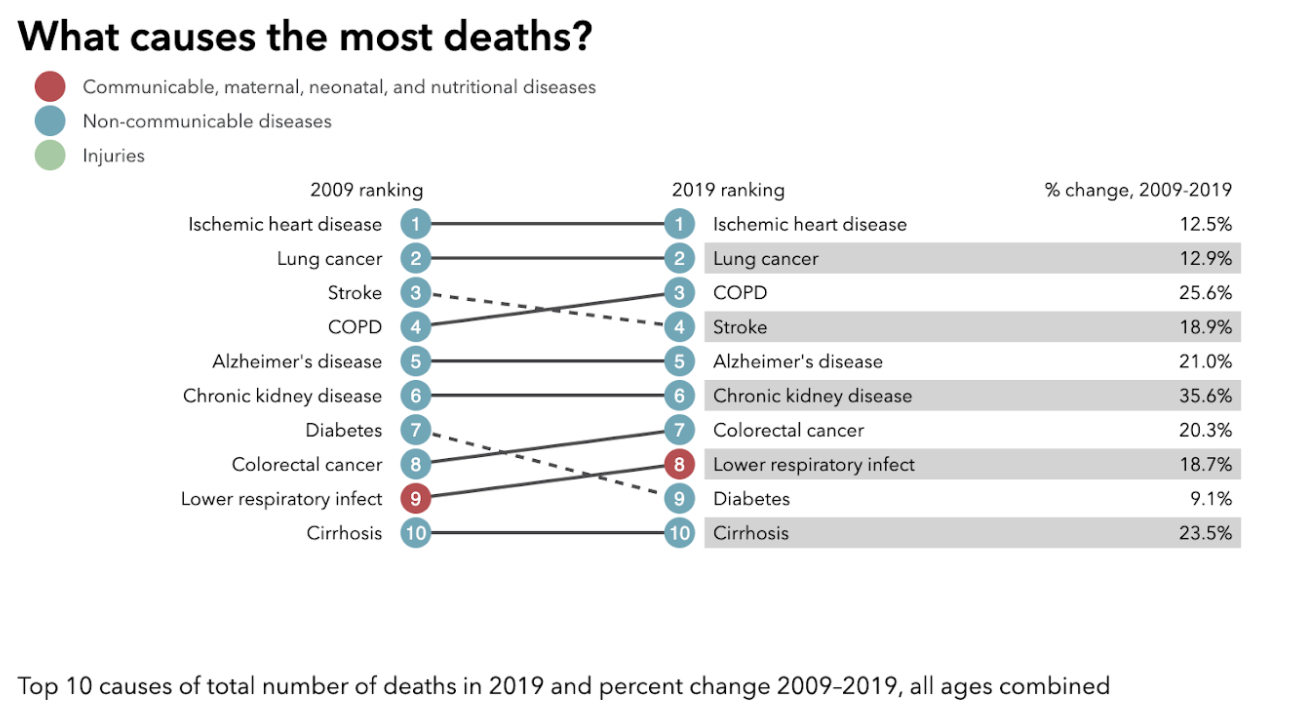 What causes the most deaths?
Communicable, maternal, neonatal, and nutritional diseases
Non-communicable diseases
Injuries
2009 ranking 2019 ranking % change, 2009-2019
Ischemic heart disease 1 1 Ischemic heart disease 12.5%
Lung cancer 2 2 Lung cancer 12.9%
Stroke 3 3 COPD 25.6%
COPD 4 4 Stroke 18.9%
Alzheimer's disease 5 5 Alzheimer's disease 21.0%
Chronic kidney disease 6 6 Chronic kidney disease 35.6%
Diabetes 7 7 Colorectal cancer 20.3%
Colorectal cancer 8 8 Lower respiratory infect 18.7%
Lower respiratory infect 9 9 Diabetes 9.1%
Cirrhosis 10 10 Cirrhosis 23.5%
Top 10 causes of total number of deaths in 2019 and percent change 2009–2019, all ages combined